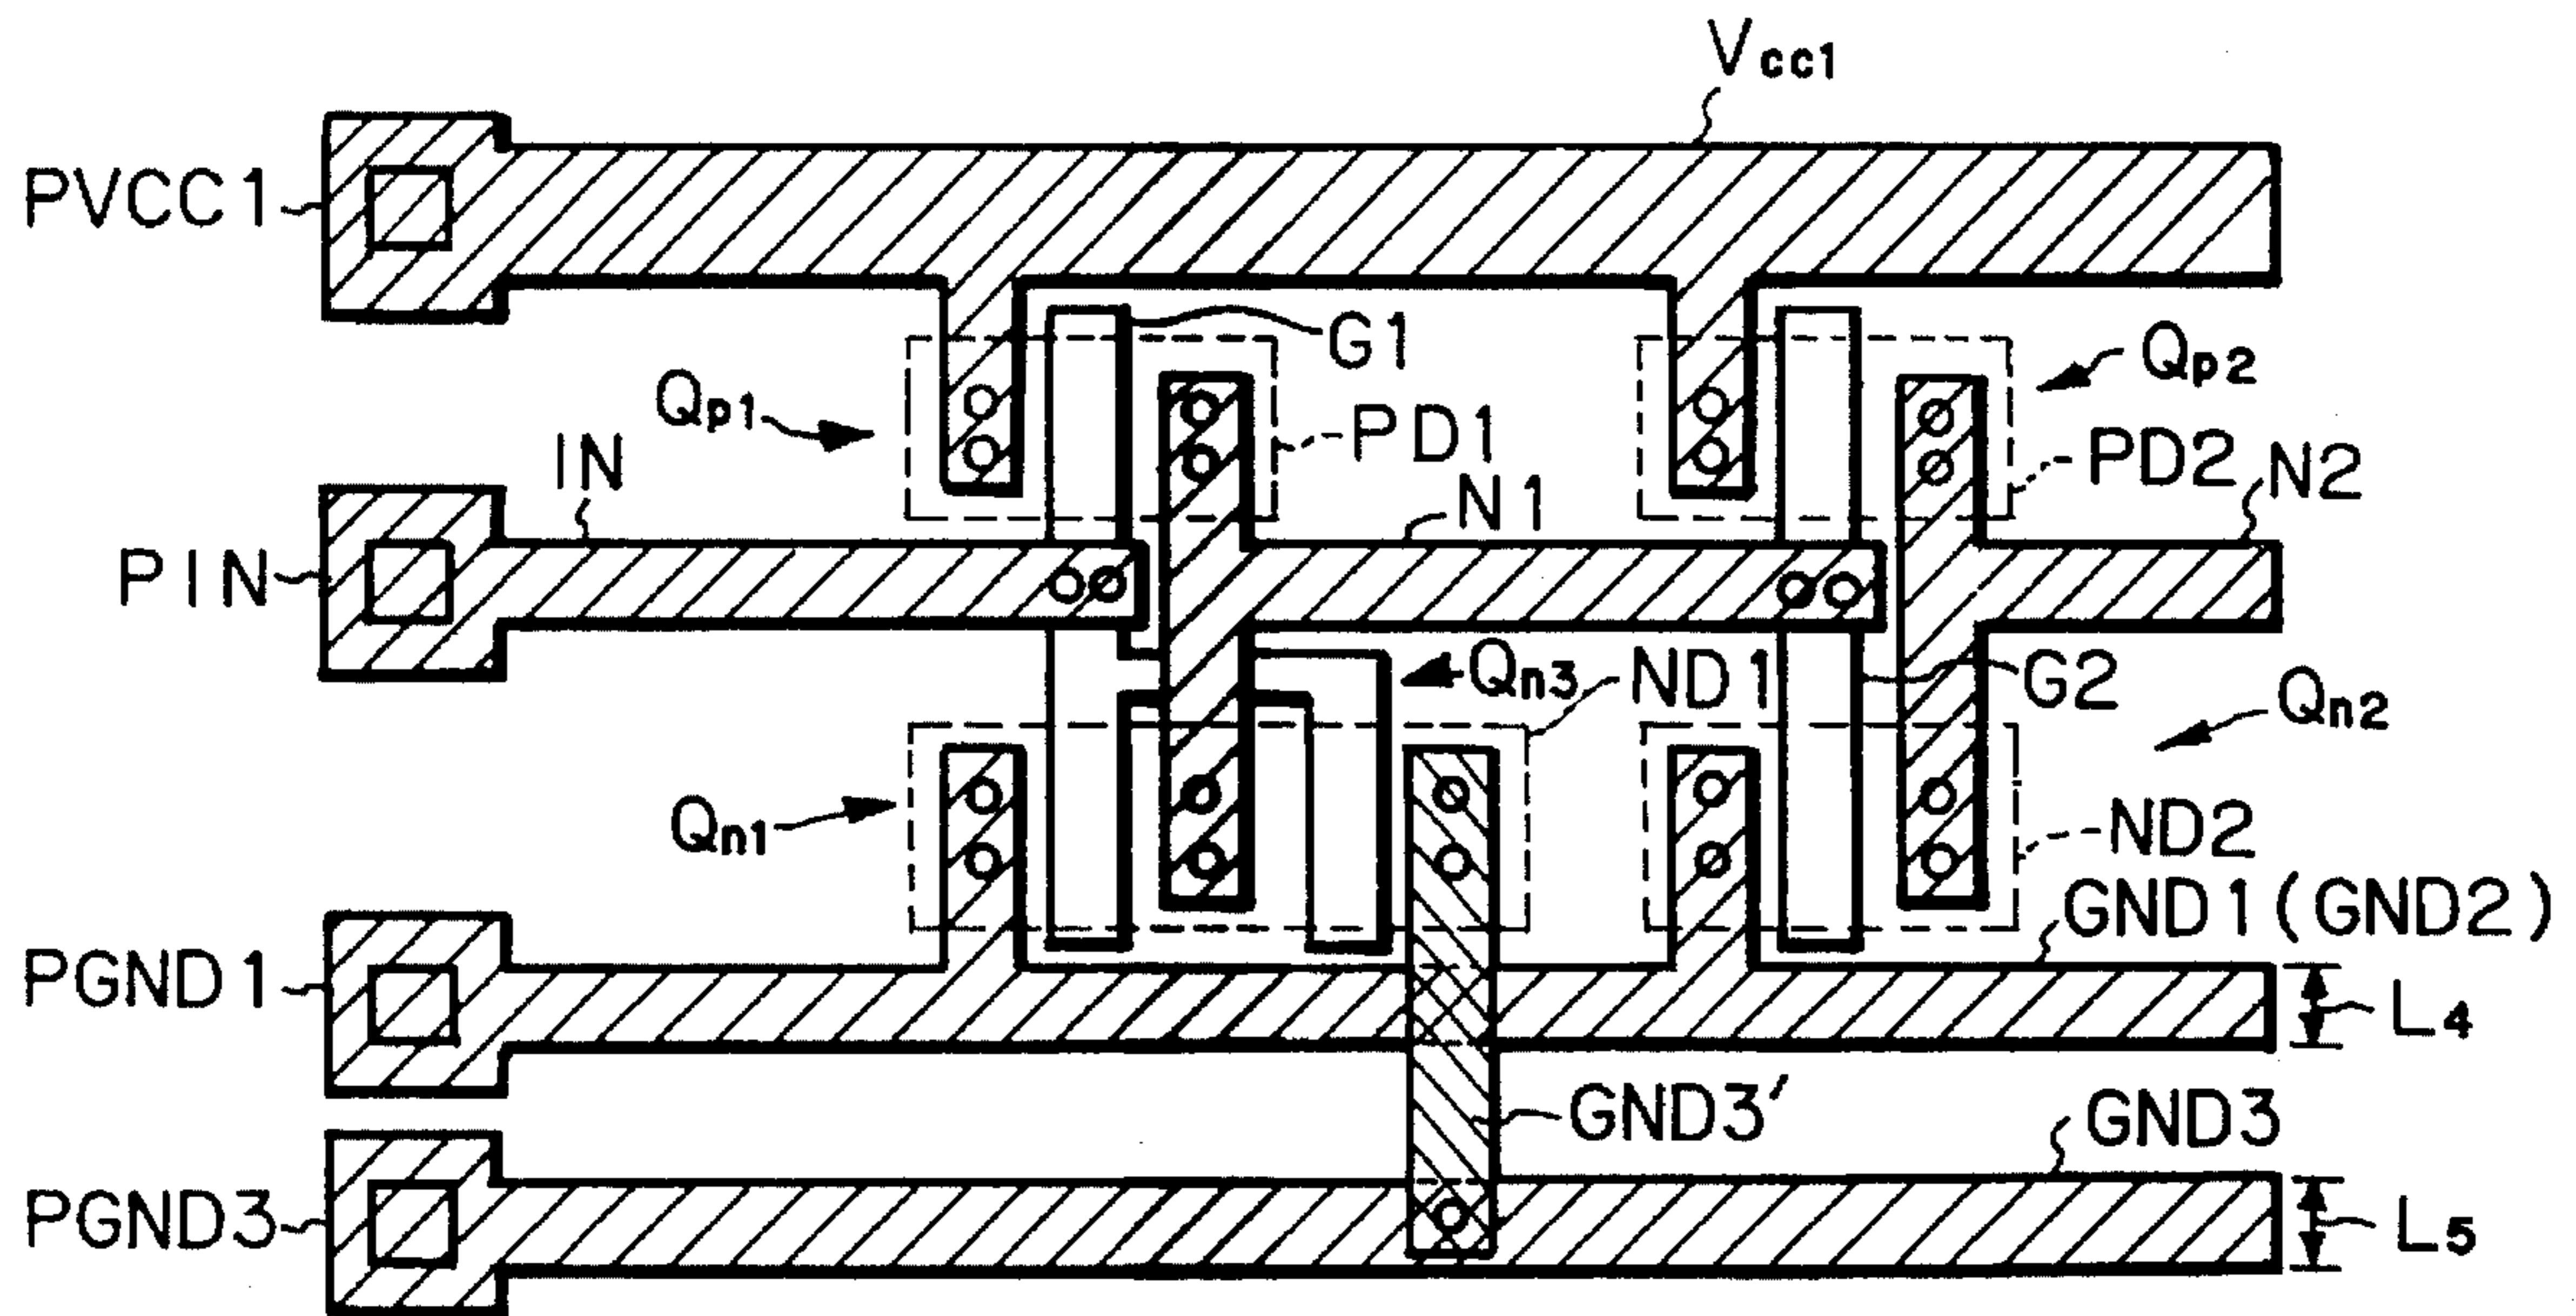 Vcc1
PVCC1
G1
Qp1
Qp2
PD1
PD2
IN
N1
N2
PIN
Qn3
ND1
G2
Qn2
Qn1
ND2
GND1(GND2)
PGND1
L4
GND3'
GND3
PGND3
L5